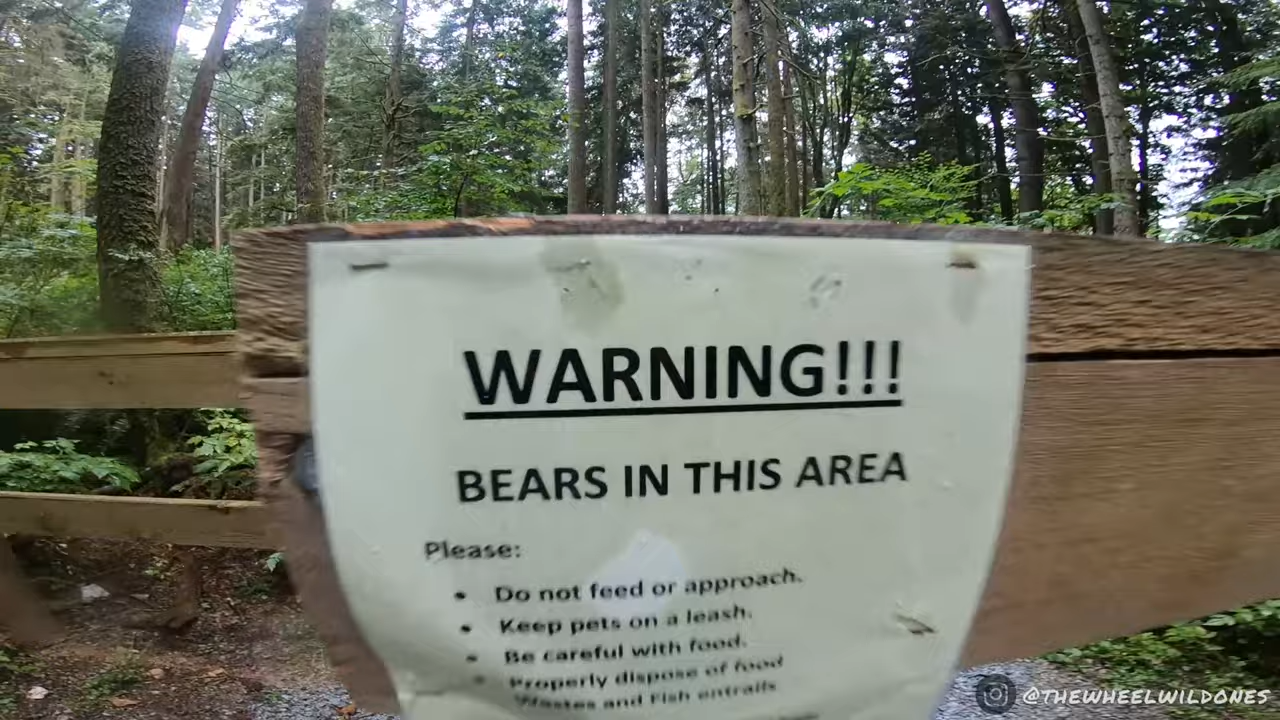 WARNING!!!
BEARS IN THIS AREA
Please:
• Do not feed or approach.
• Keep pets on a leash.
• Be careful with food.
• Properly dispose of food
Wastes and Fish entrails
@THEWHEELWILDONES